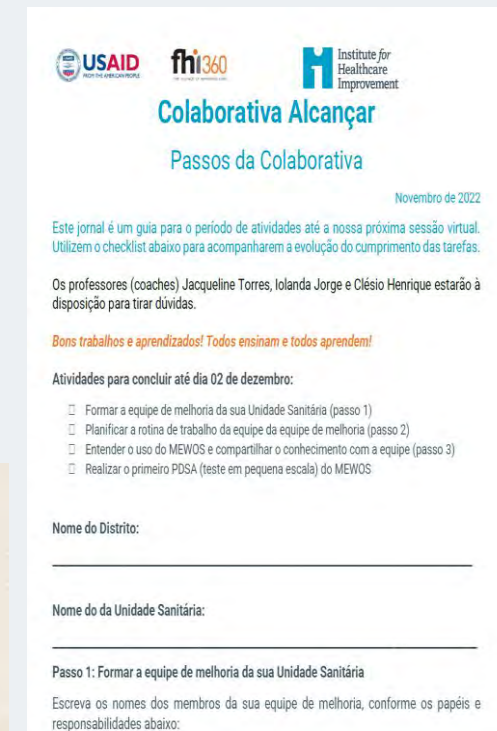 USAID
FROM THE AMERICAN PEOPLE
fhi360
Institute for
Healthcare
Improvement
Colaborativa Alcançar
Passos da Colaborativa
Novembro de 2022
Este jornal é um guia para o período de atividades até a nossa próxima sessão virtual.
Utilizem o checklist abaixo para acompanharem a evolução do cumprimento das tarefas.
Os professores (coaches) Jacqueline Torres, Iolanda Jorge e Clésio Henrique estarão à
disposição para tirar dúvidas.
Bons trabalhos e aprendizados! Todos ensinam e todos aprendem!
Atividades para concluir até dia 02 de dezembro:
Formar a equipe de melhoria da sua Unidade Sanitária (passo 1)
Planificar a rotina de trabalho da equipe da equipe de melhoria (passo 2)
Entender o uso do MEWOS e compartilhar o conhecimento com a equipe (passo 3)
Realizar o primeiro PDSA (teste em pequena escala) do MEWOS
Nome do Distrito:
Nome do da Unidade Sanitária:
Passo 1: Formar a equipe de melhoria da sua Unidade Sanitária
Escreva os nomes dos membros da sua equipe de melhoria, conforme os papéis e
responsabilidades abaixo: